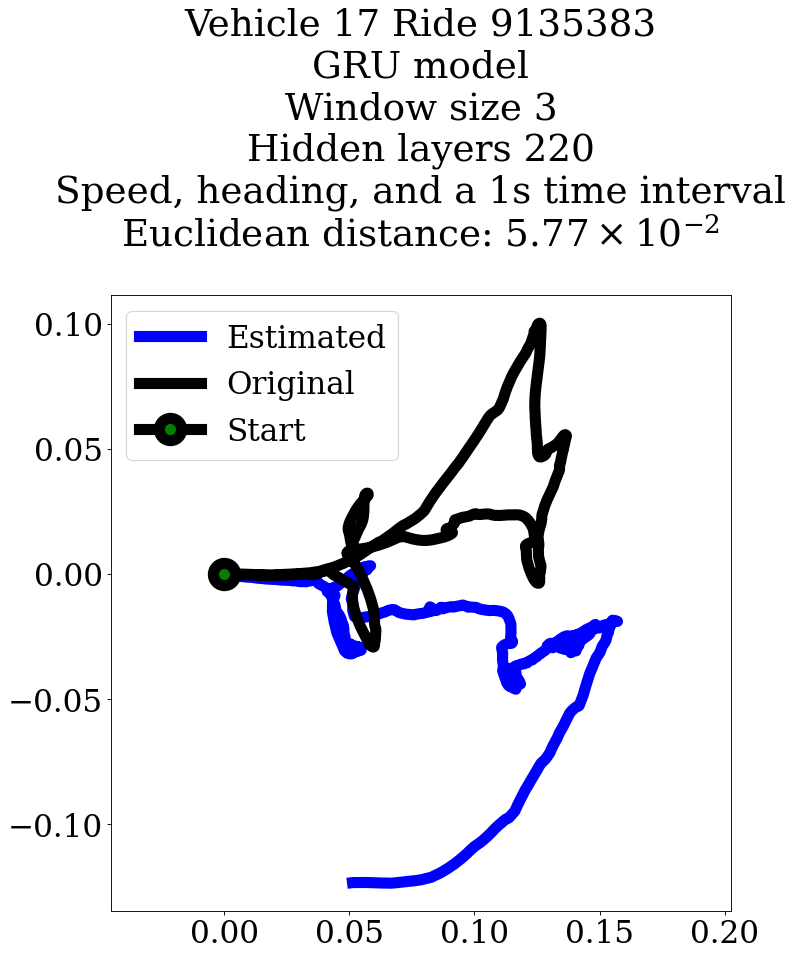 Vehicle 17 Ride 9135383
GRU model
Window size 3
Hidden layers 220
Speed, heading, and a 1s time interval
Euclidean distance: 5.77 × 10⁻²
Estimated
Original
Start
0.10
0.05
0.00
−0.05
−0.10
0.00 0.05 0.10 0.15 0.20